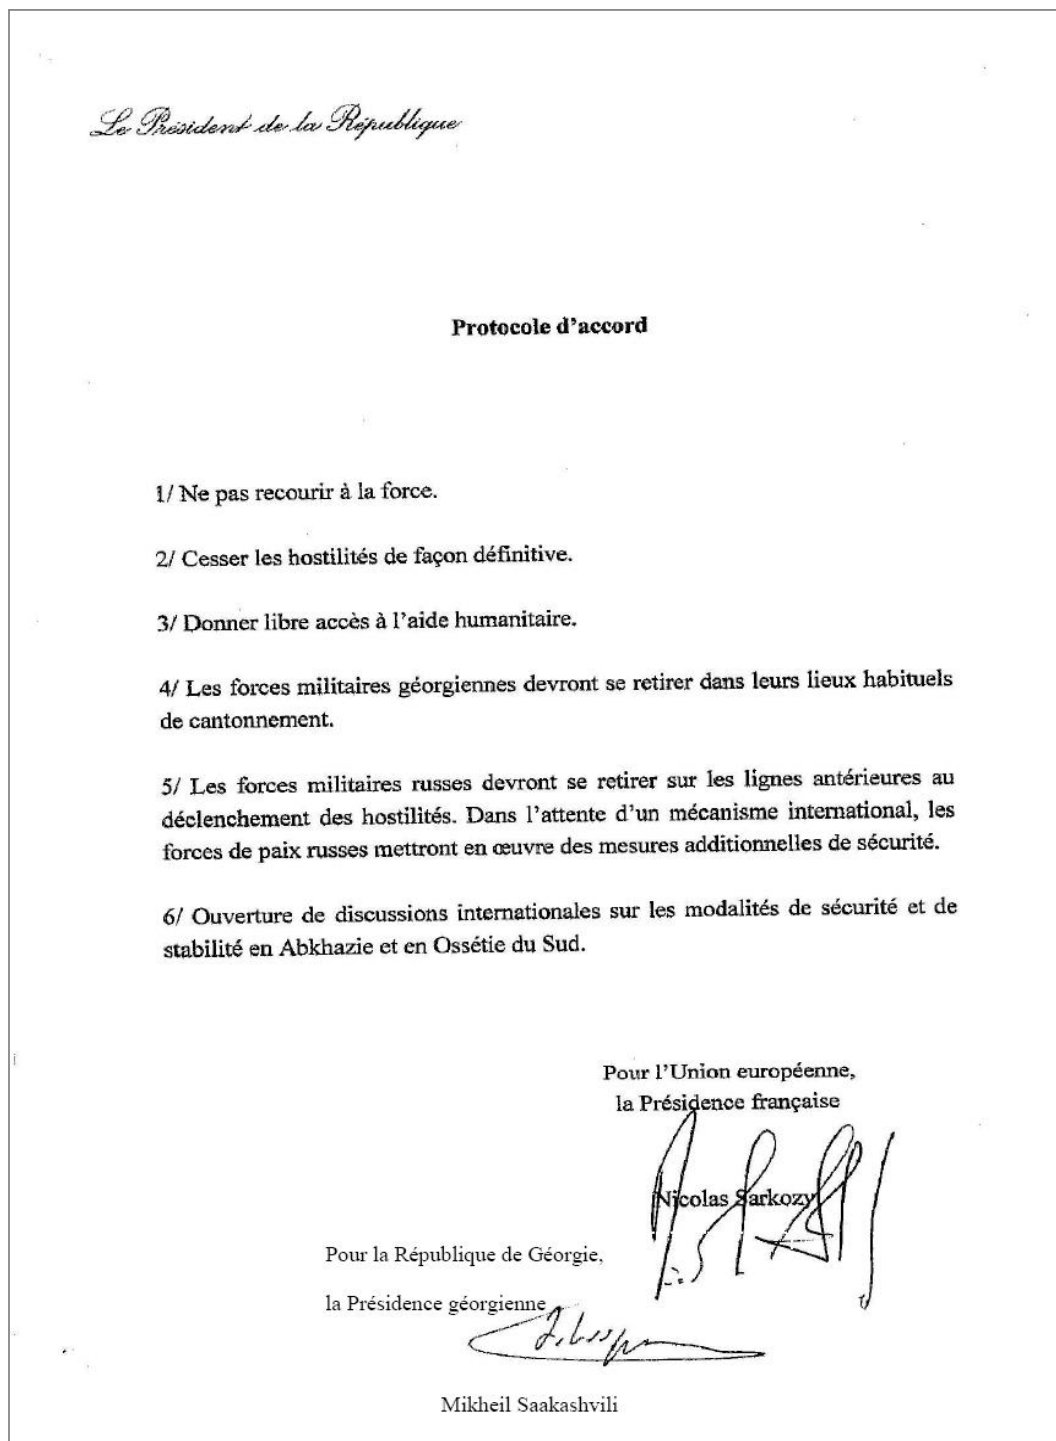 Le Président de la République
Protocole d'accord
1/ Ne pas recourir à la force.
2/ Cesser les hostilités de façon définitive.
3/ Donner libre accès à l'aide humanitaire.
4/ Les forces militaires géorgiennes devront se retirer dans leurs lieux habituels
de cantonnement.
5/ Les forces militaires russes devront se retirer sur les lignes antérieures au
déclenchement des hostilités. Dans l'attente d'un mécanisme international, les
forces de paix russes mettront en œuvre des mesures additionnelles de sécurité.
6/ Ouverture de discussions internationales sur les modalités de sécurité et de
stabilité en Abkhazie et en Ossétie du Sud.
Pour l'Union européenne,
la Présidence française
Nicolas Sarkozy
Pour la République de Géorgie,
la Présidence géorgienne
Mikheil Saakashvili